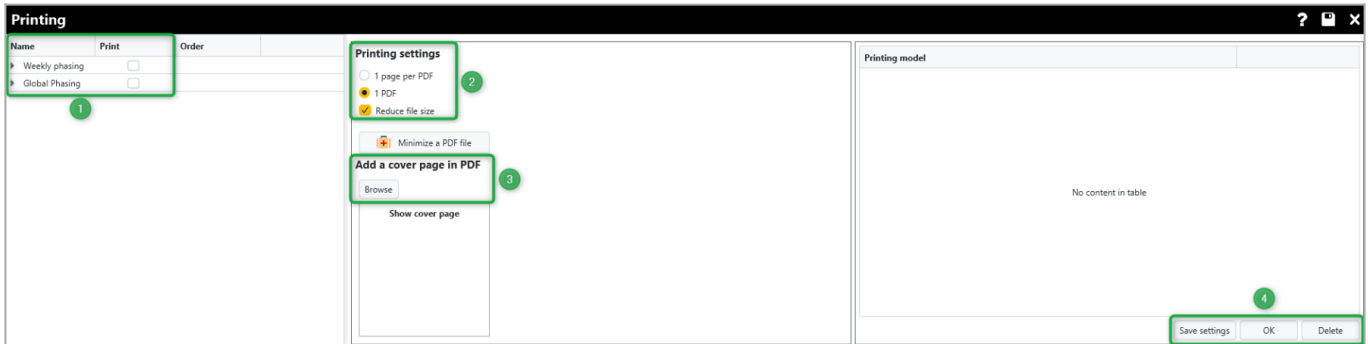 Printing
?
Name Print Order
Weekly phasing
Global Phasing
1
Printing settings
1 page per PDF
1 PDF
Reduce file size
2
Minimize a PDF file
Add a cover page in PDF
Browse
3
Show cover page
Printing model
No content in table
4
Save settings OK Delete